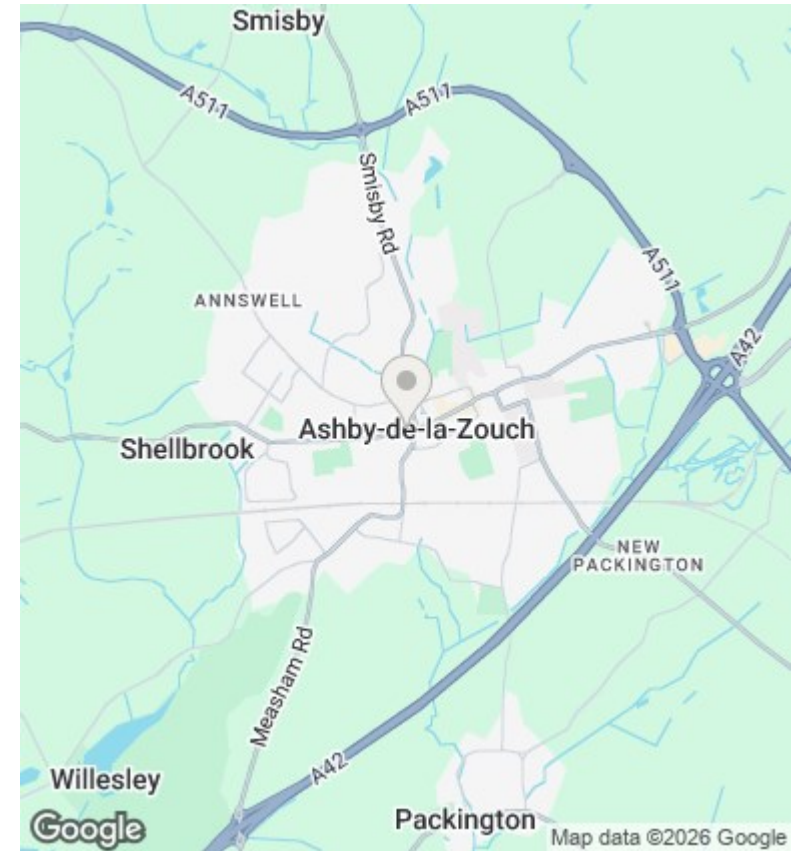 Smisby
A511
A511
Smisby Rd
A511
ANNSWELL
A42
Ashby-de-la-Zouch
Shellbrook
NEW
PACKINGTON
Measham Rd
A42
Willesley
Packington
Google
Map data ©2026 Google